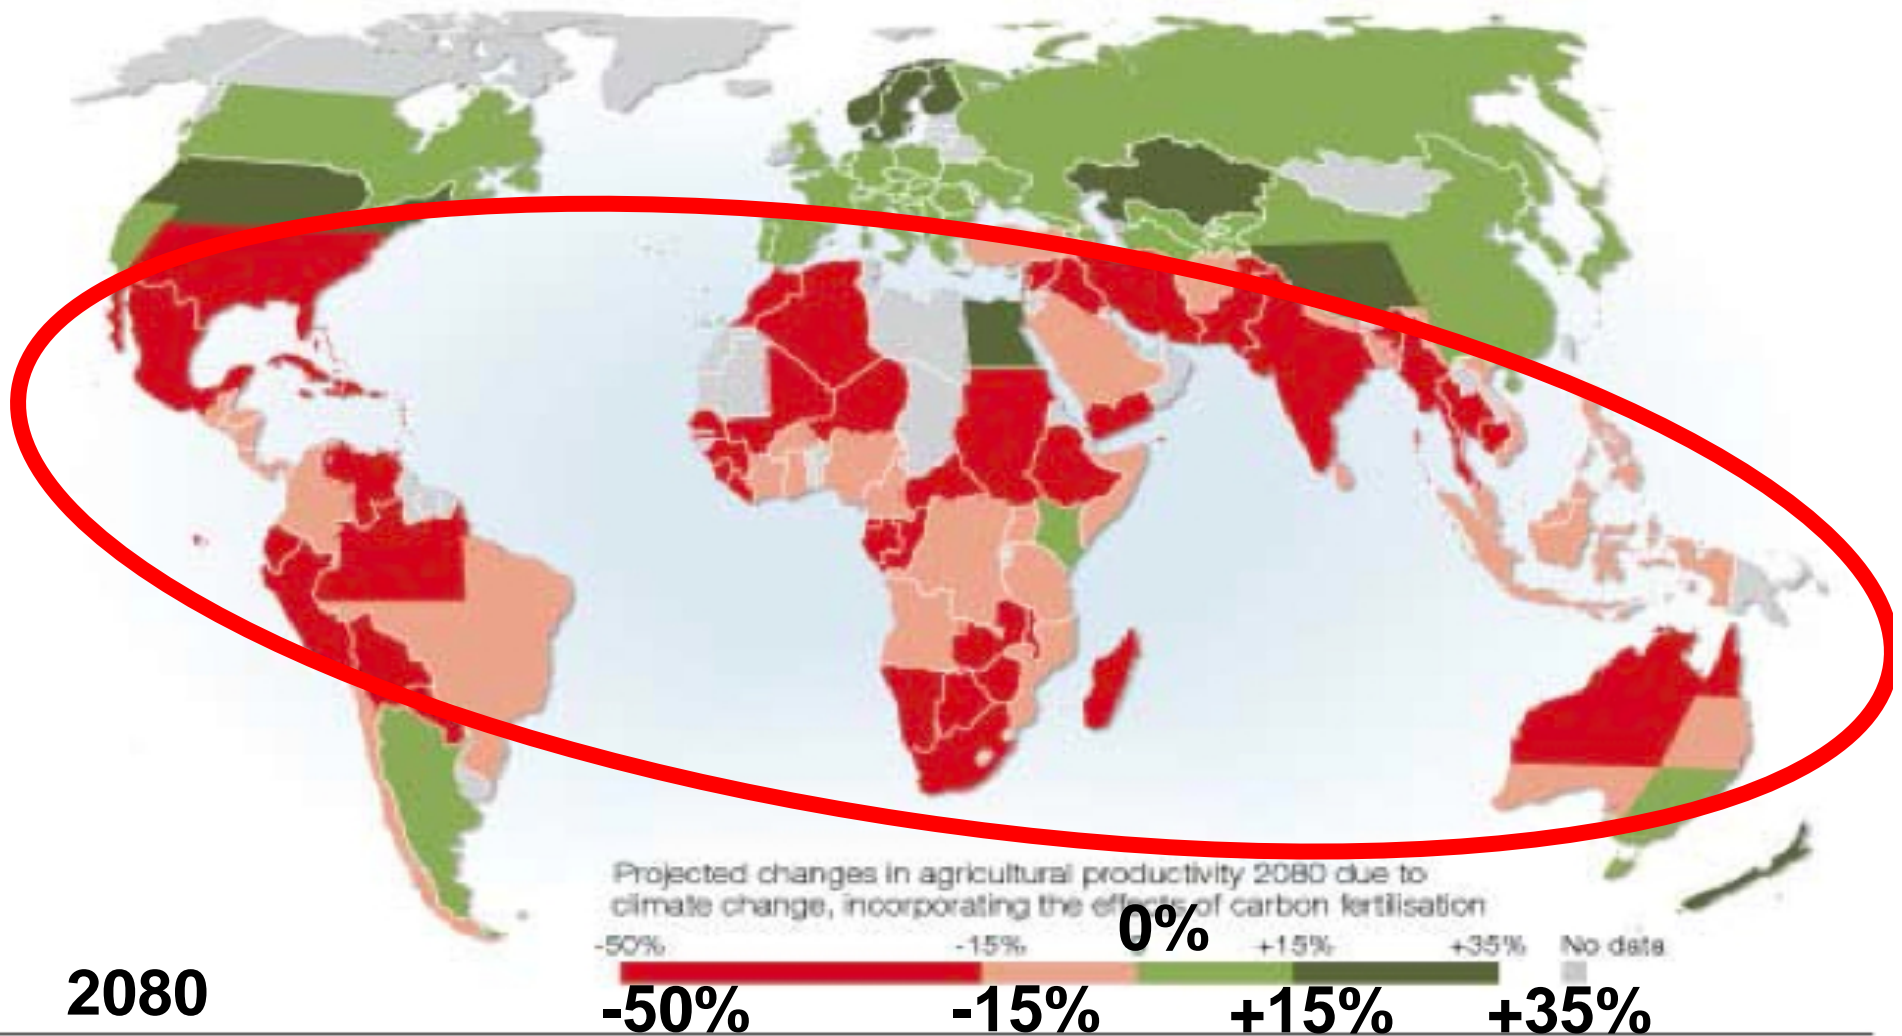 Projected changes in agricultural productivity 2080 due to
climate change, incorporating the effects of carbon fertilisation
0%
-50% -15% +15% +35% No data
2080
-50% -15% +15% +35%